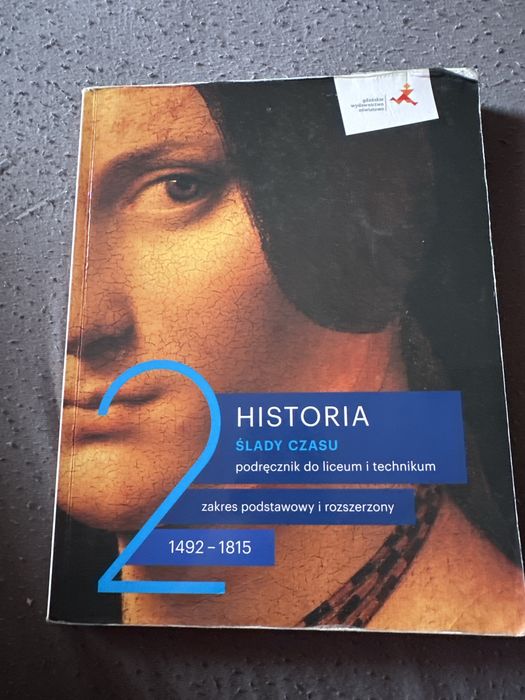 gdańskie
wydawnictwo
oświatowe
2
HISTORIA
ŚLADY CZASU
podręcznik do liceum i technikum
zakres podstawowy i rozszerzony
1492–1815